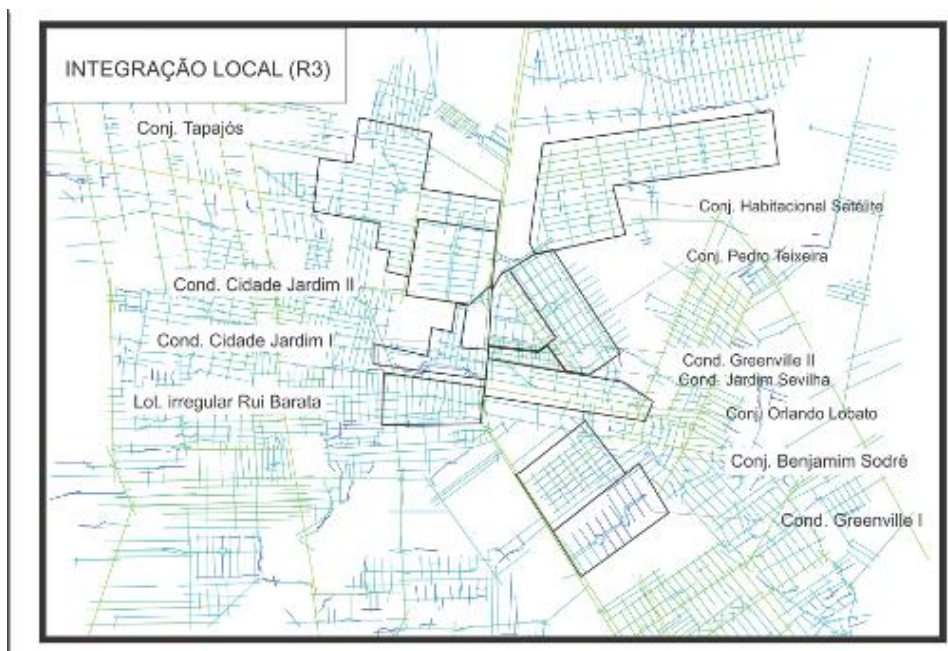 INTEGRAÇÃO LOCAL (R3)
Conj. Tapajós
Conj. Habitacional Satélite
Conj. Pedro Teixeira
Cond. Cidade Jardim II
Cond. Cidade Jardim I
Cond. Greenville II
Cond. Jardim Sevilha
Lot. irregular Rui Barata
Conj. Orlando Lobato
Conj. Benjamim Sodré
Cond. Greenville I